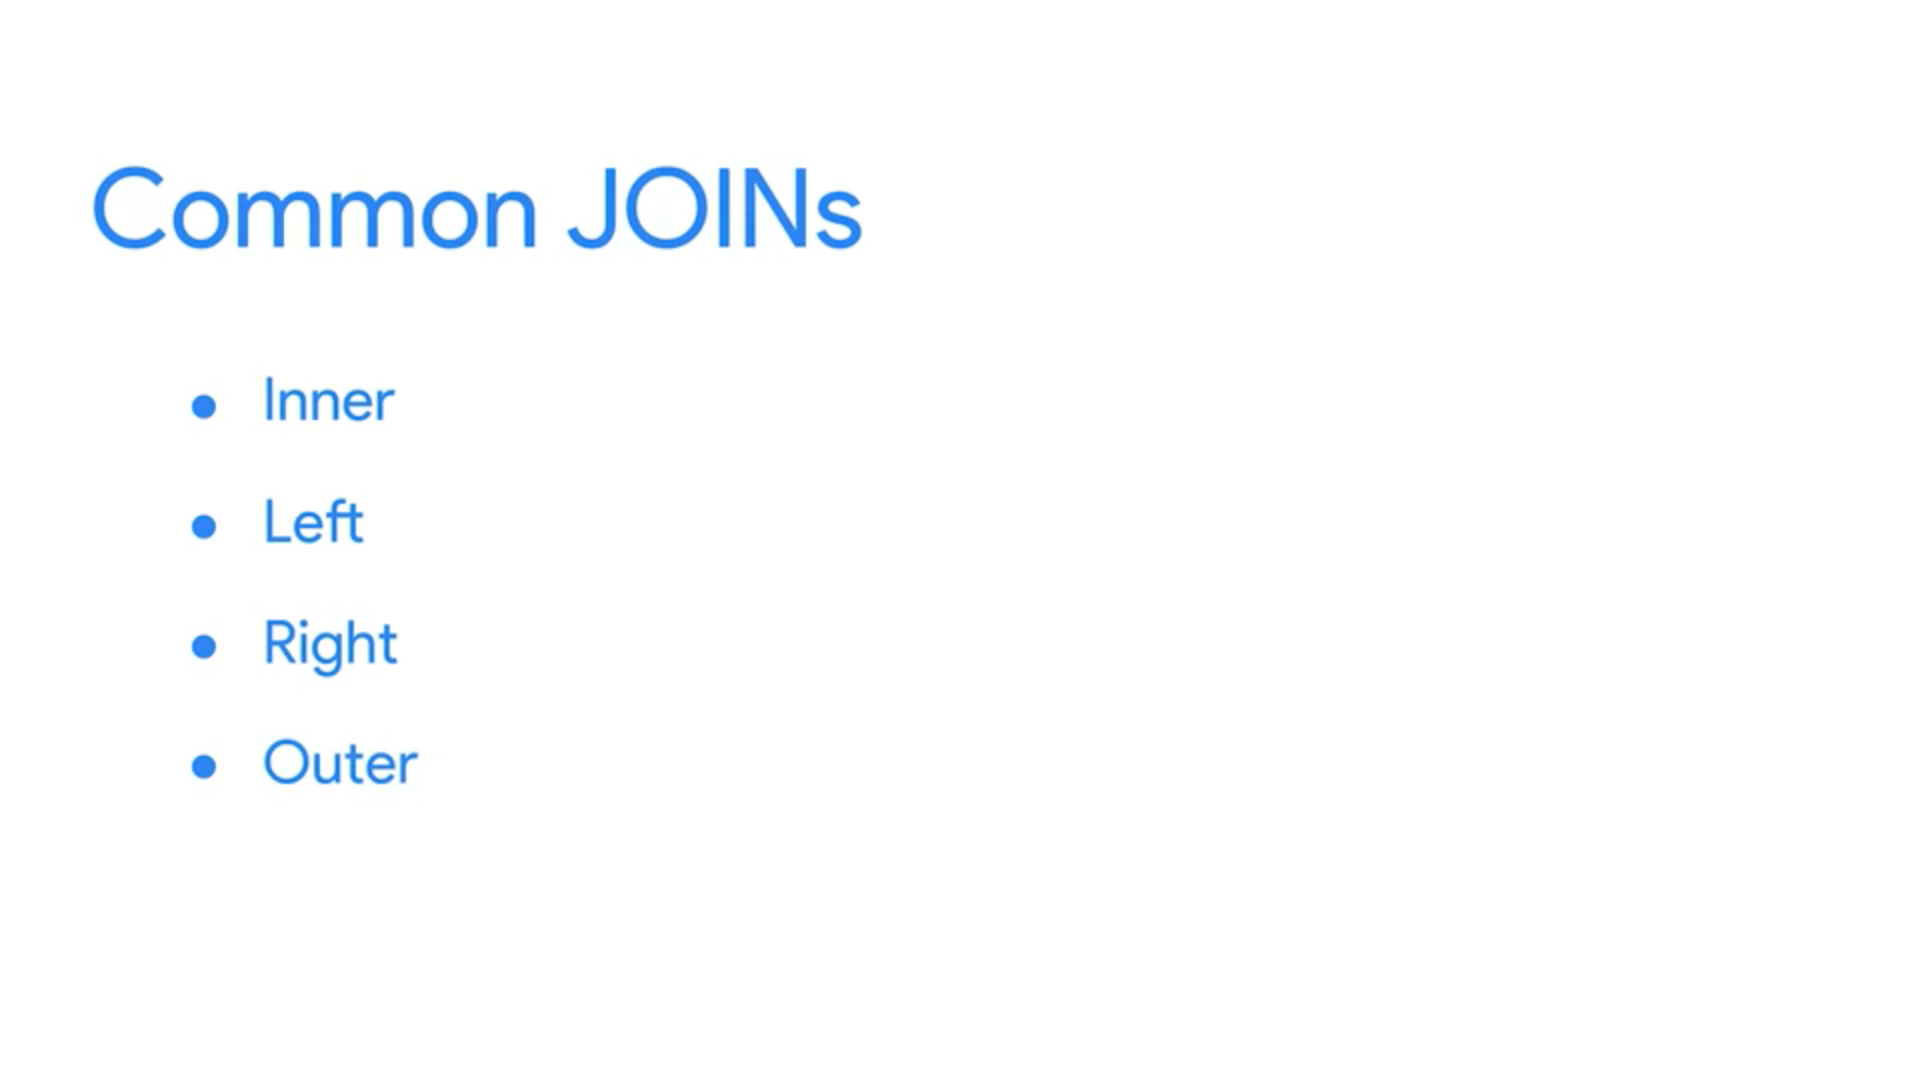 Common JOINs
● Inner
● Left
● Right
● Outer